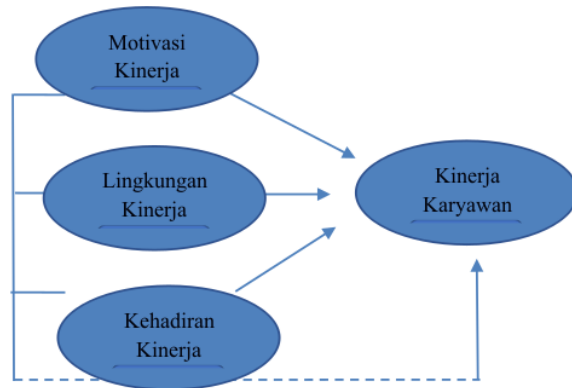 Motivasi
Kinerja
Lingkungan
Kinerja
Kinerja
Karyawan
Kehadiran
Kinerja